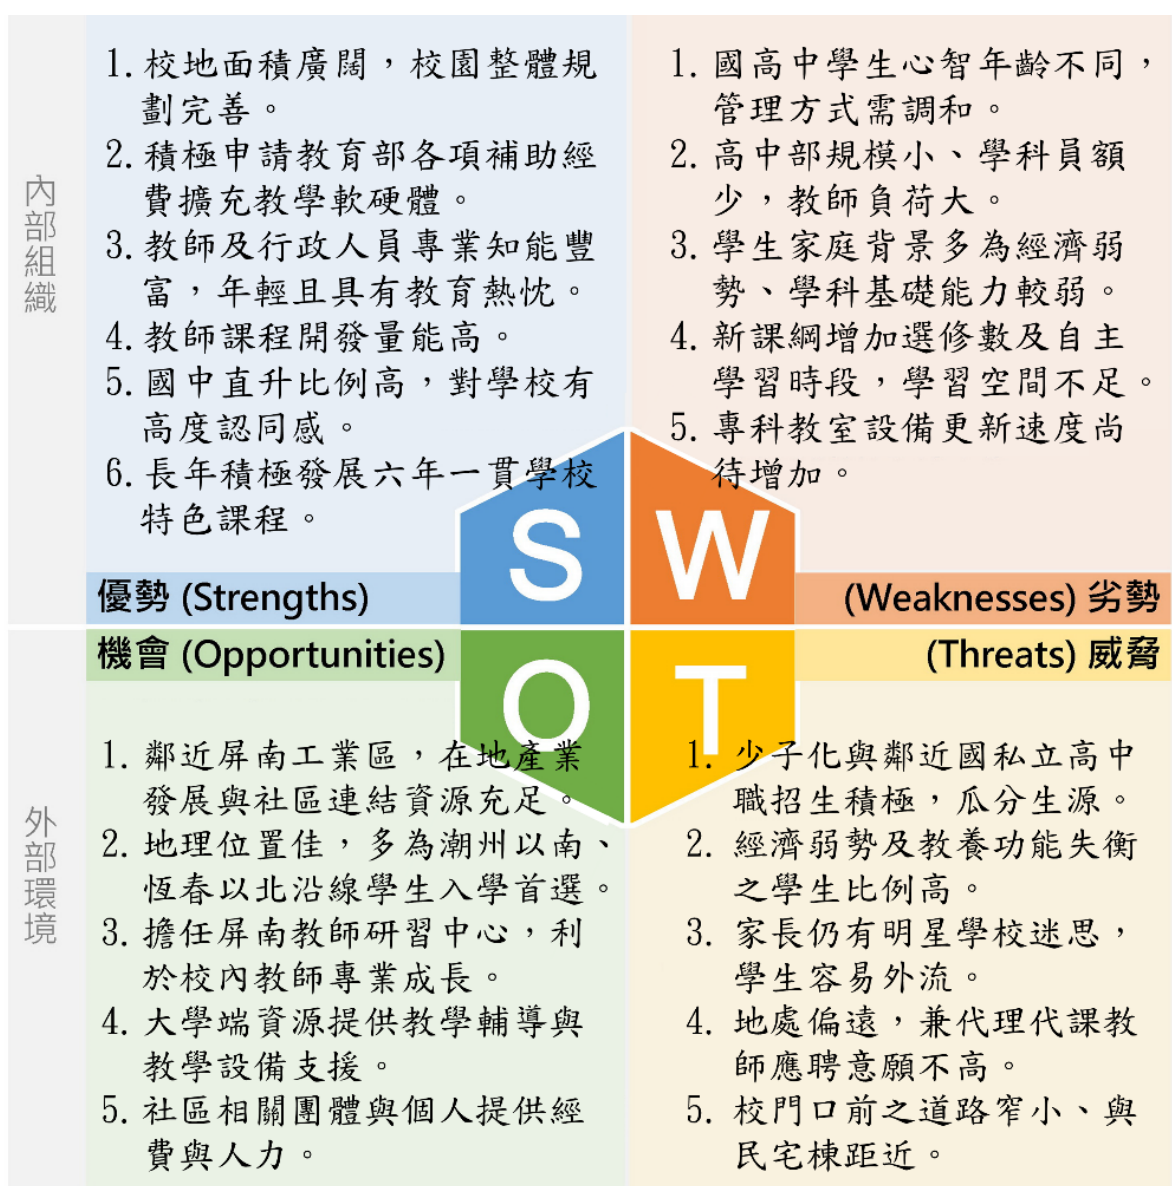 內部組織
1. 校地面積廣闊，校園整體規
劃完善。
2. 積極申請教育部各項補助經
費擴充教學軟硬體。
3. 教師及行政人員專業知能豐
富，年輕且具有教育熱忱。
4. 教師課程開發量能高。
5. 國中直升比例高，對學校有
高度認同感。
6. 長年積極發展六年一貫學校
特色課程。
優勢 (Strengths)
S
1. 國高中學生心智年齡不同，
管理方式需調和。
2. 高中部規模小、學科員額
少，教師負荷大。
3. 學生家庭背景多為經濟弱
勢、學科基礎能力較弱。
4. 新課綱增加選修數及自主
學習時段，學習空間不足。
5. 專科教室設備更新速度尚
待增加。
W
(Weaknesses) 劣勢
外部環境
機會 (Opportunities)
O
1. 鄰近屏南工業區，在地產業
發展與社區連結資源充足。
2. 地理位置佳，多為潮州以南、
恆春以北沿線學生入學首選。
3. 擔任屏南教師研習中心，利
於校內教師專業成長。
4. 大學端資源提供教學輔導與
教學設備支援。
5. 社區相關團體與個人提供經
費與人力。
(Threats) 威脅
T
1. 少子化與鄰近國私立高中
職招生積極，瓜分生源。
2. 經濟弱勢及教養功能失衡
之學生比例高。
3. 家長仍有明星學校迷思，
學生容易外流。
4. 地處偏遠，兼代理代課教
師應聘意願不高。
5. 校門口前之道路窄小、與
民宅棟距近。